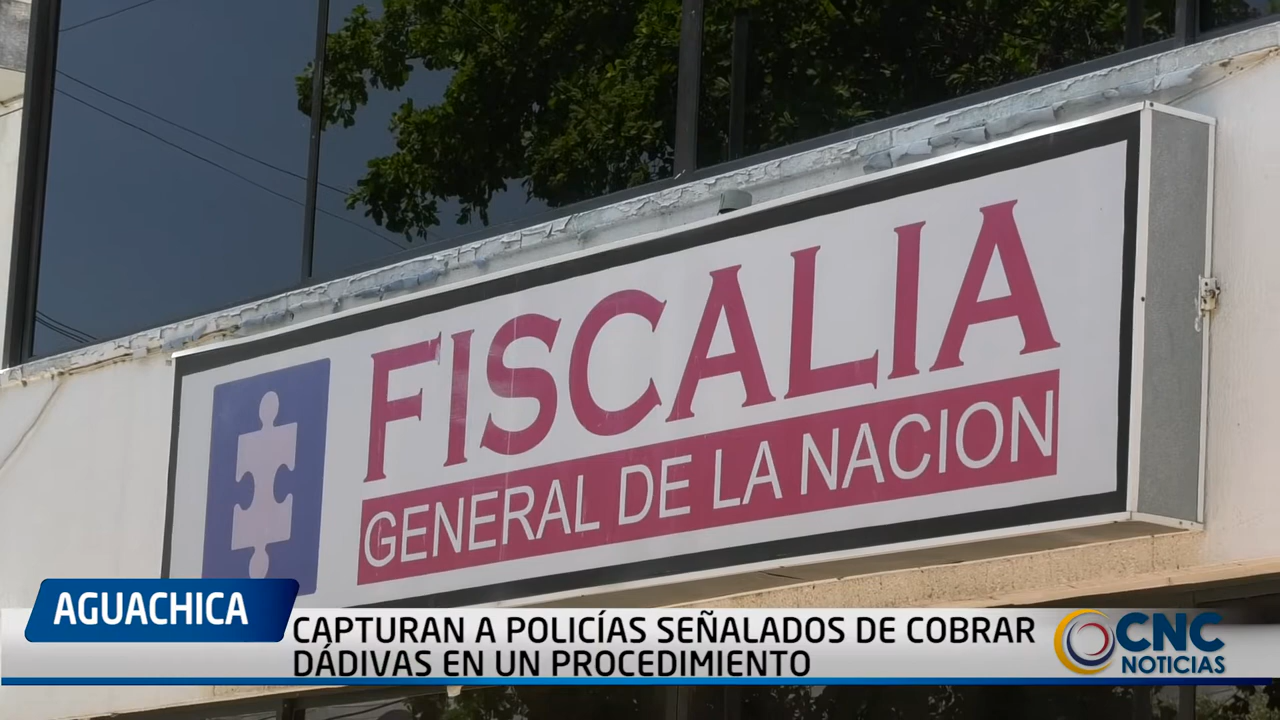 FISCALIA
GENERAL DE LA NACION
AGUACHICA
CAPTURAN A POLICÍAS SEÑALADOS DE COBRAR
DÁDIVAS EN UN PROCEDIMIENTO
CNC
NOTICIAS